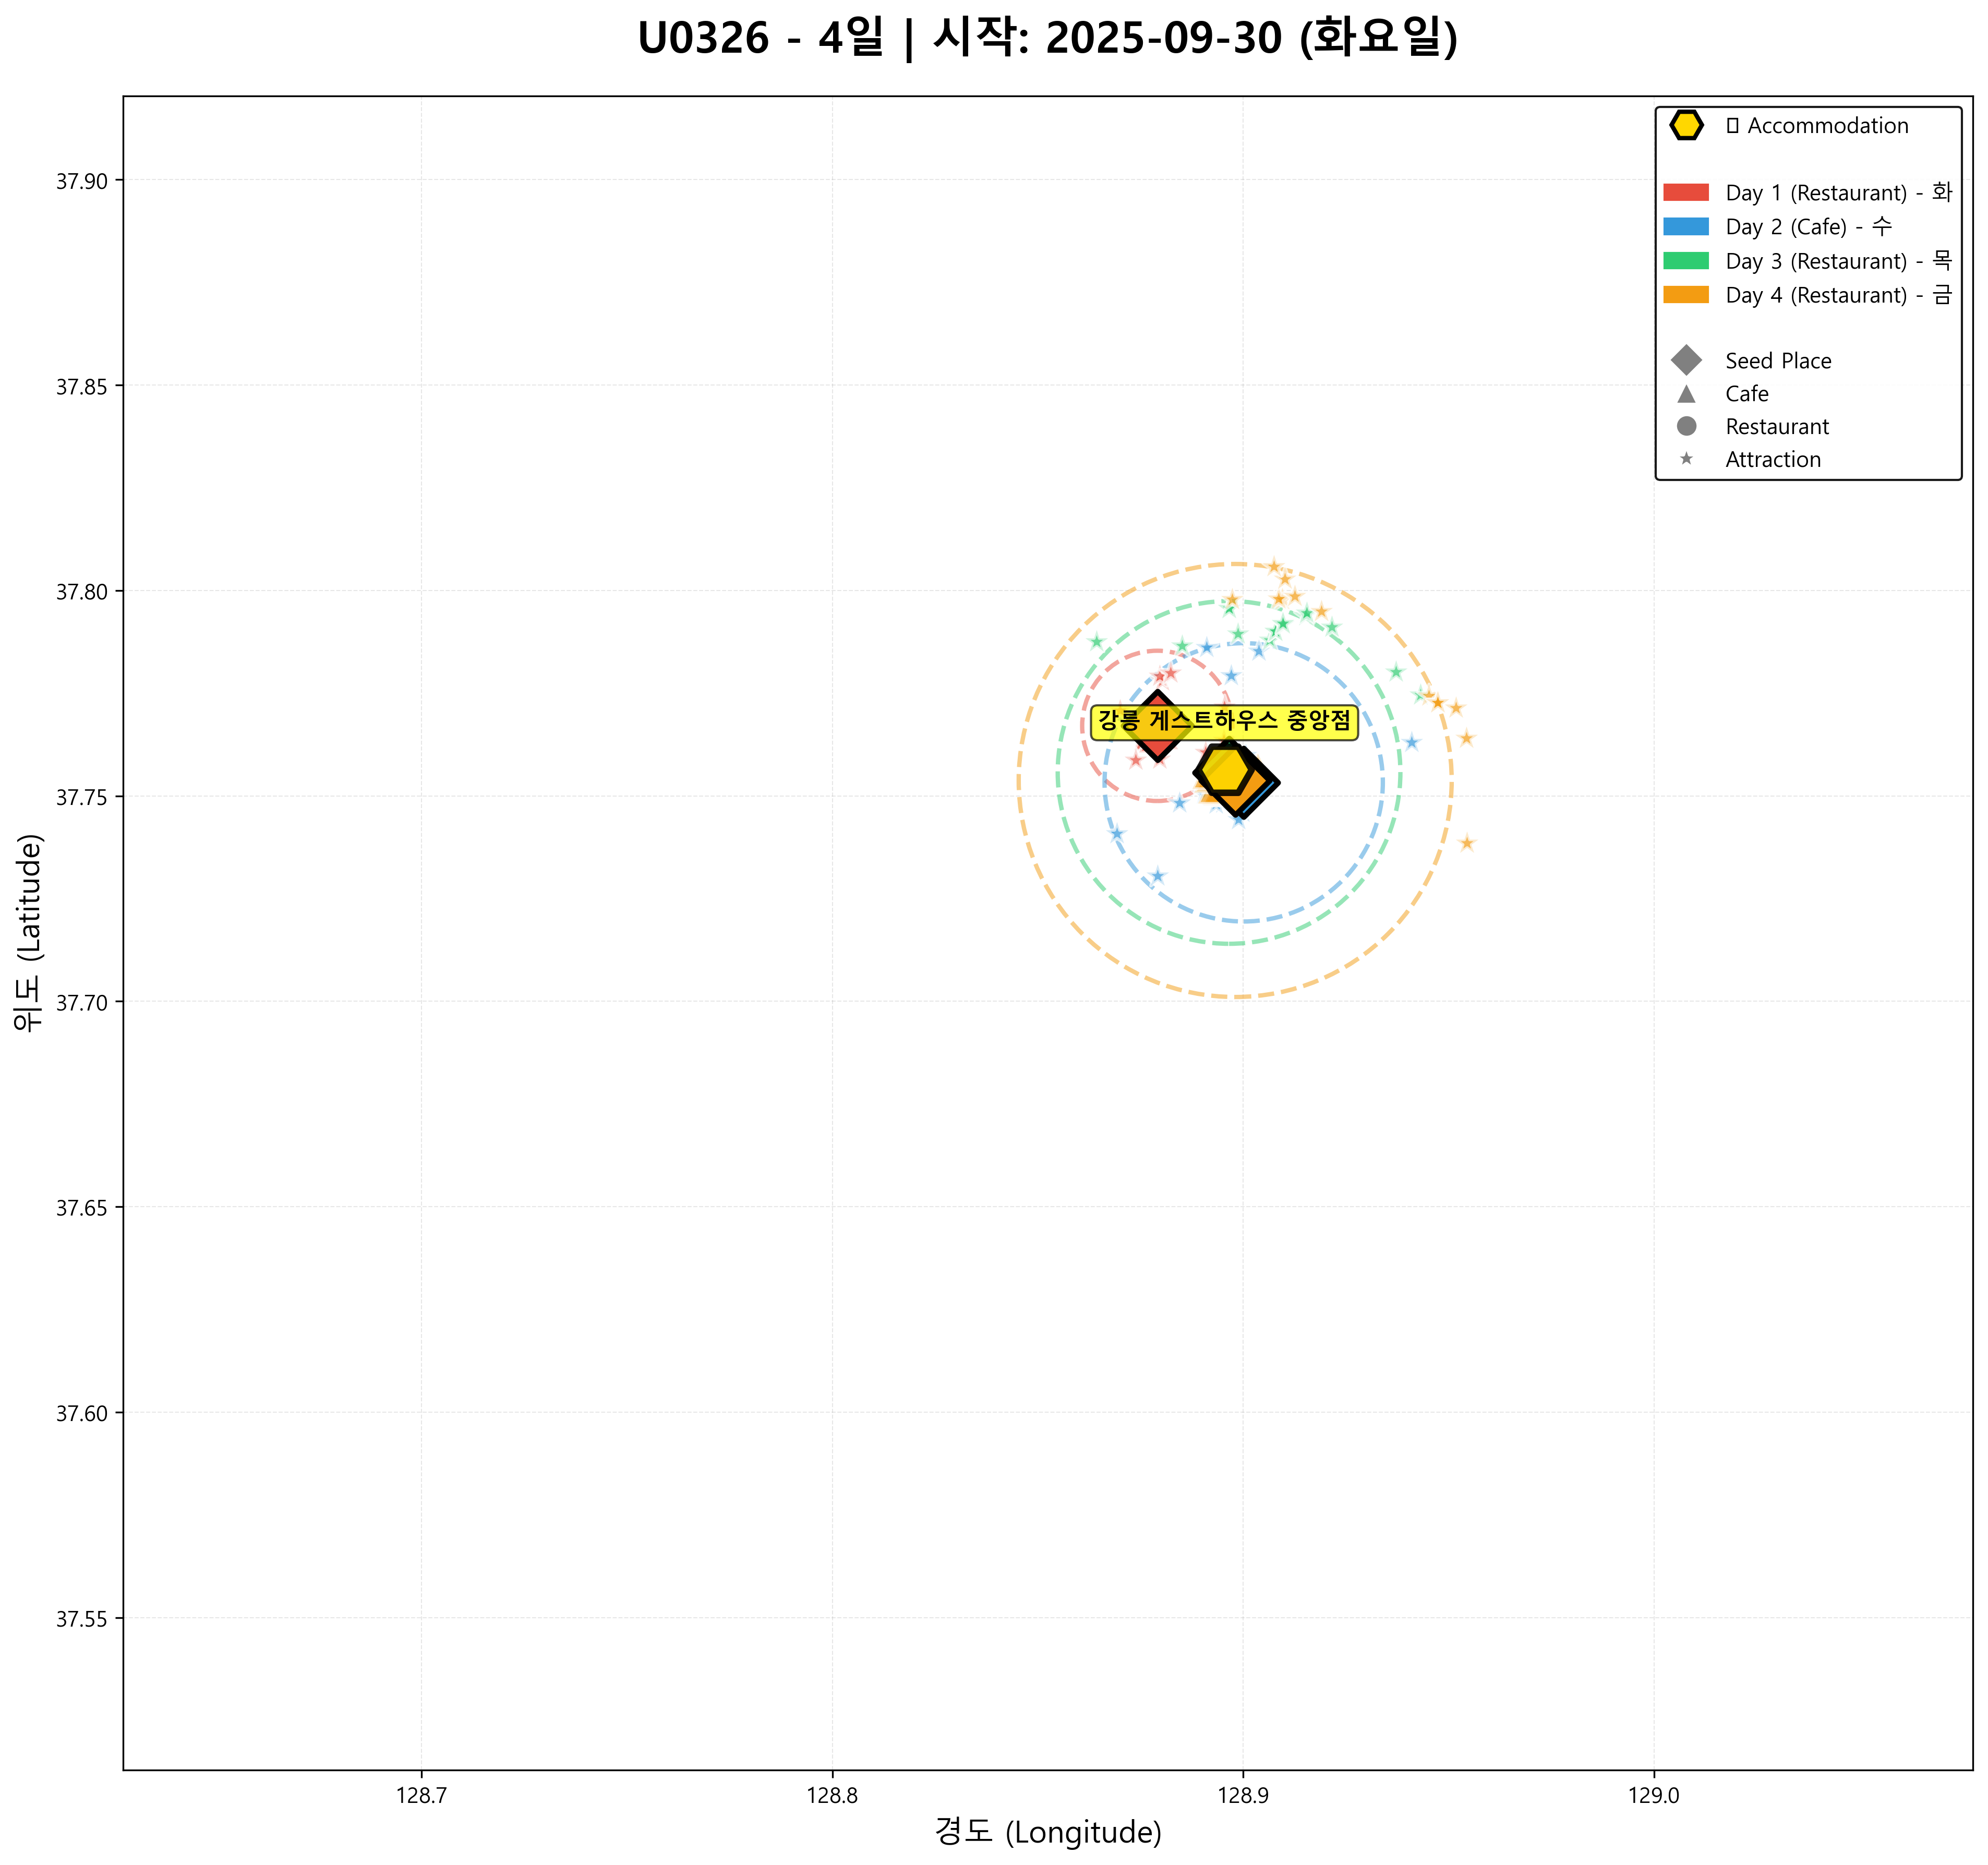 U0326 - 4일 | 시작: 2025-09-30 (화요일)
Accommodation
Day 1 (Restaurant) - 화
Day 2 (Cafe) - 수
Day 3 (Restaurant) - 목
Day 4 (Restaurant) - 금
Seed Place
Cafe
Restaurant
Attraction
강릉 게스트하우스 중앙점
위도 (Latitude)
37.90
37.85
37.80
37.75
37.70
37.65
37.60
37.55
128.7
128.8
128.9
129.0
경도 (Longitude)